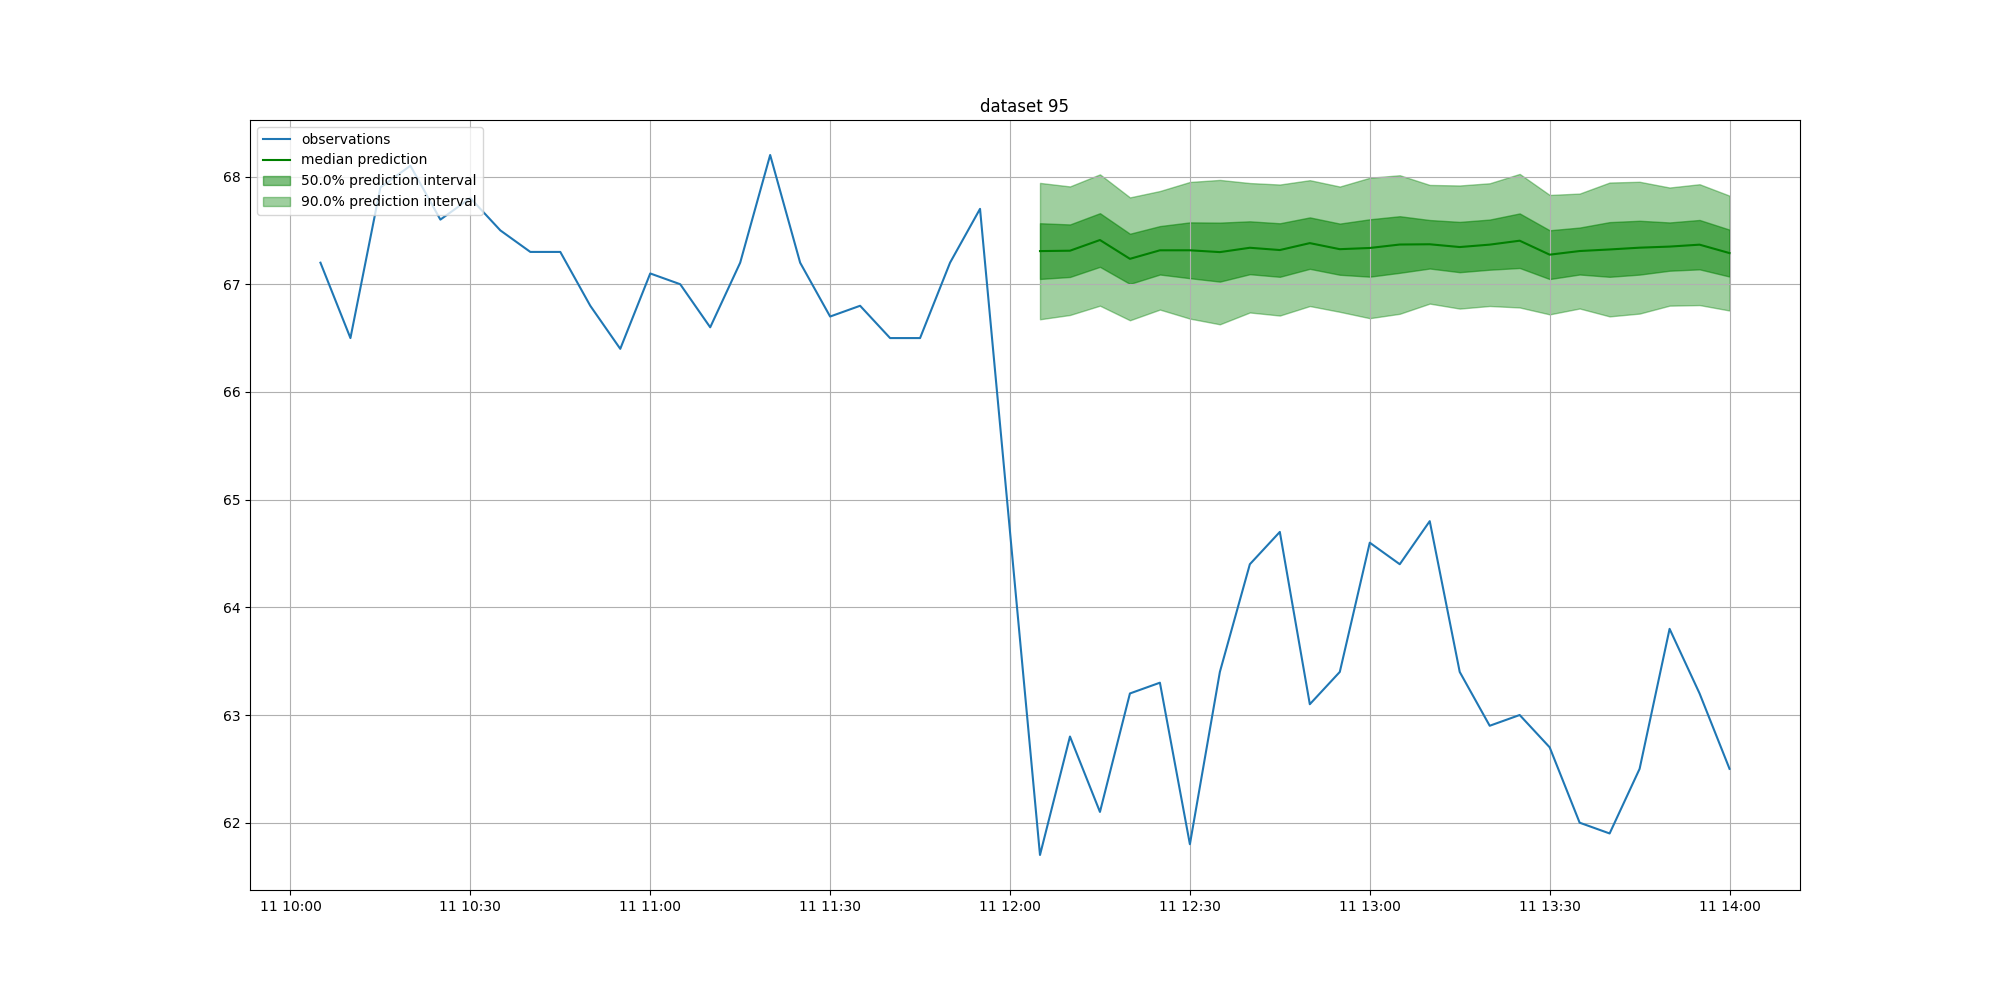 dataset 95
observations
median prediction
50.0% prediction interval
90.0% prediction interval
68
67
66
65
64
63
62
11 10:00 11 10:30 11 11:00 11 11:30 11 12:00 11 12:30 11 13:00 11 13:30 11 14:00